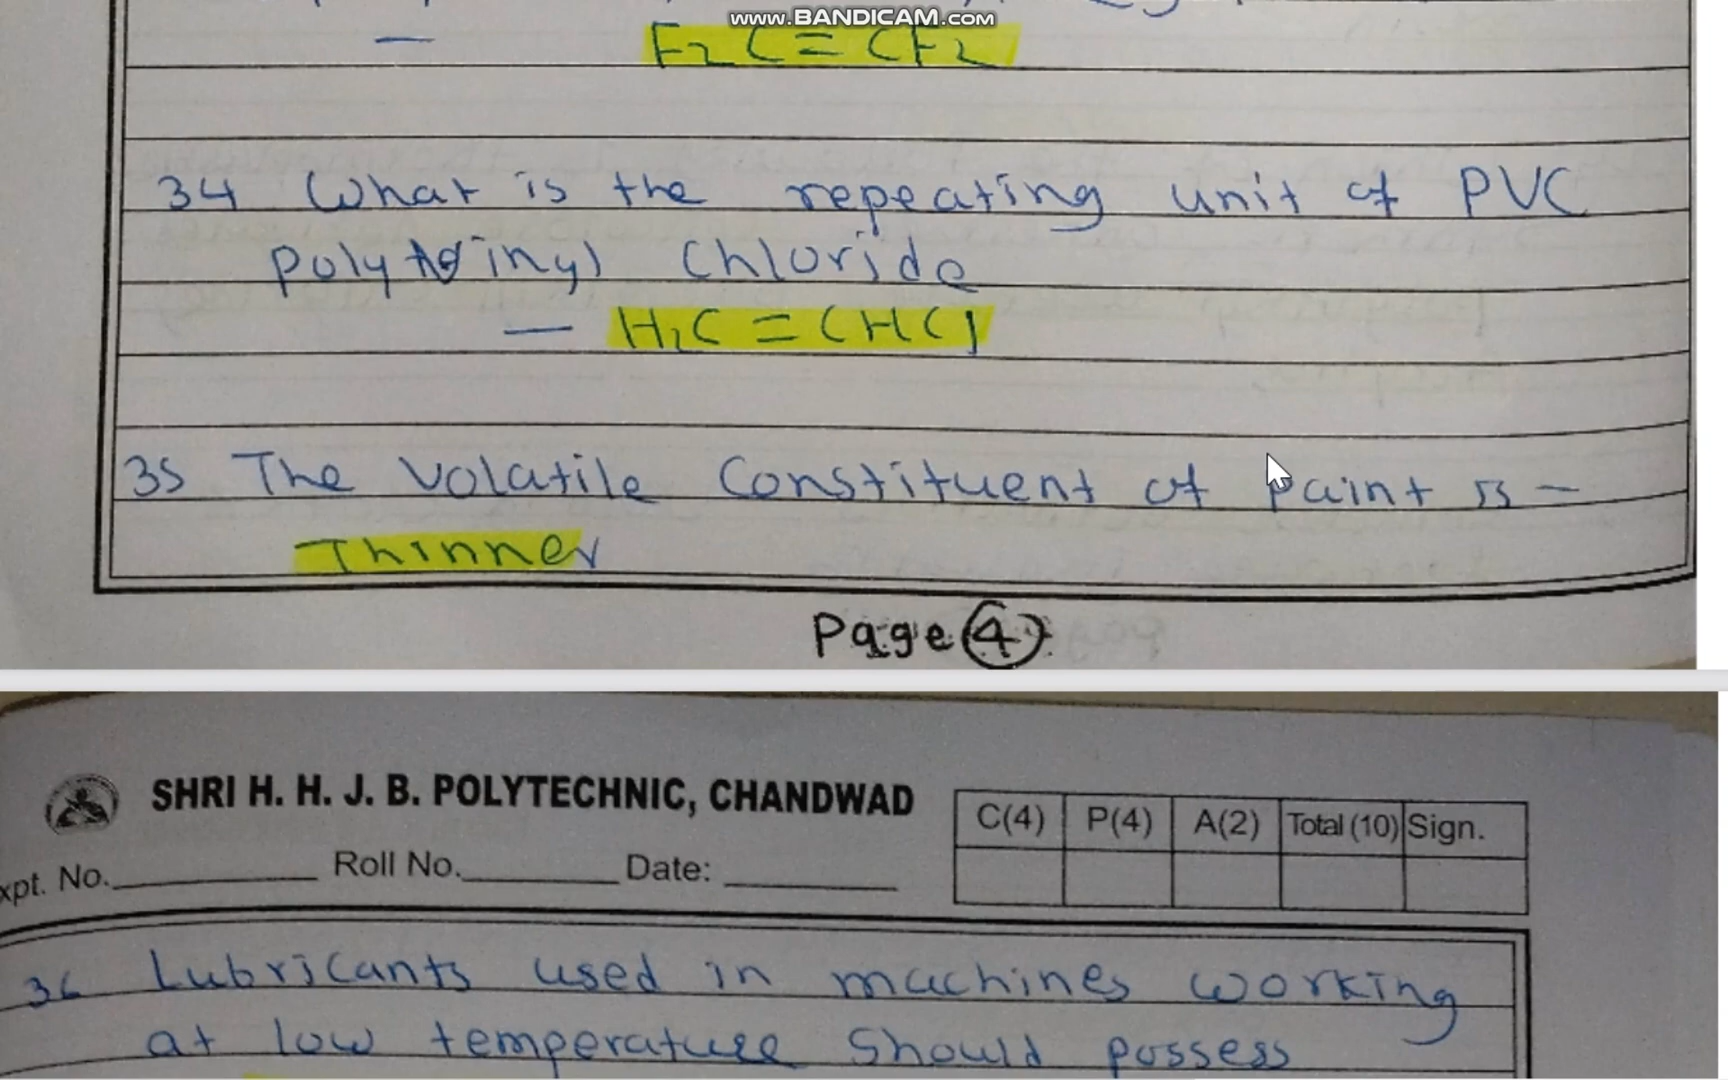 WWW.BANDICAM.COM
— F2C=CF2
34 What is the repeating unit of PVC
polyvinyl Chloride
— H2C = CHCl
35 The Volatile Constituent of Paint is -
Thinner
Page 4
SHRI H. H. J. B. POLYTECHNIC, CHANDWAD
C(4) P(4) A(2) Total (10) Sign.
xpt. No. Roll No. Date:
36 Lubricants used in machines working
at low temperature should possess